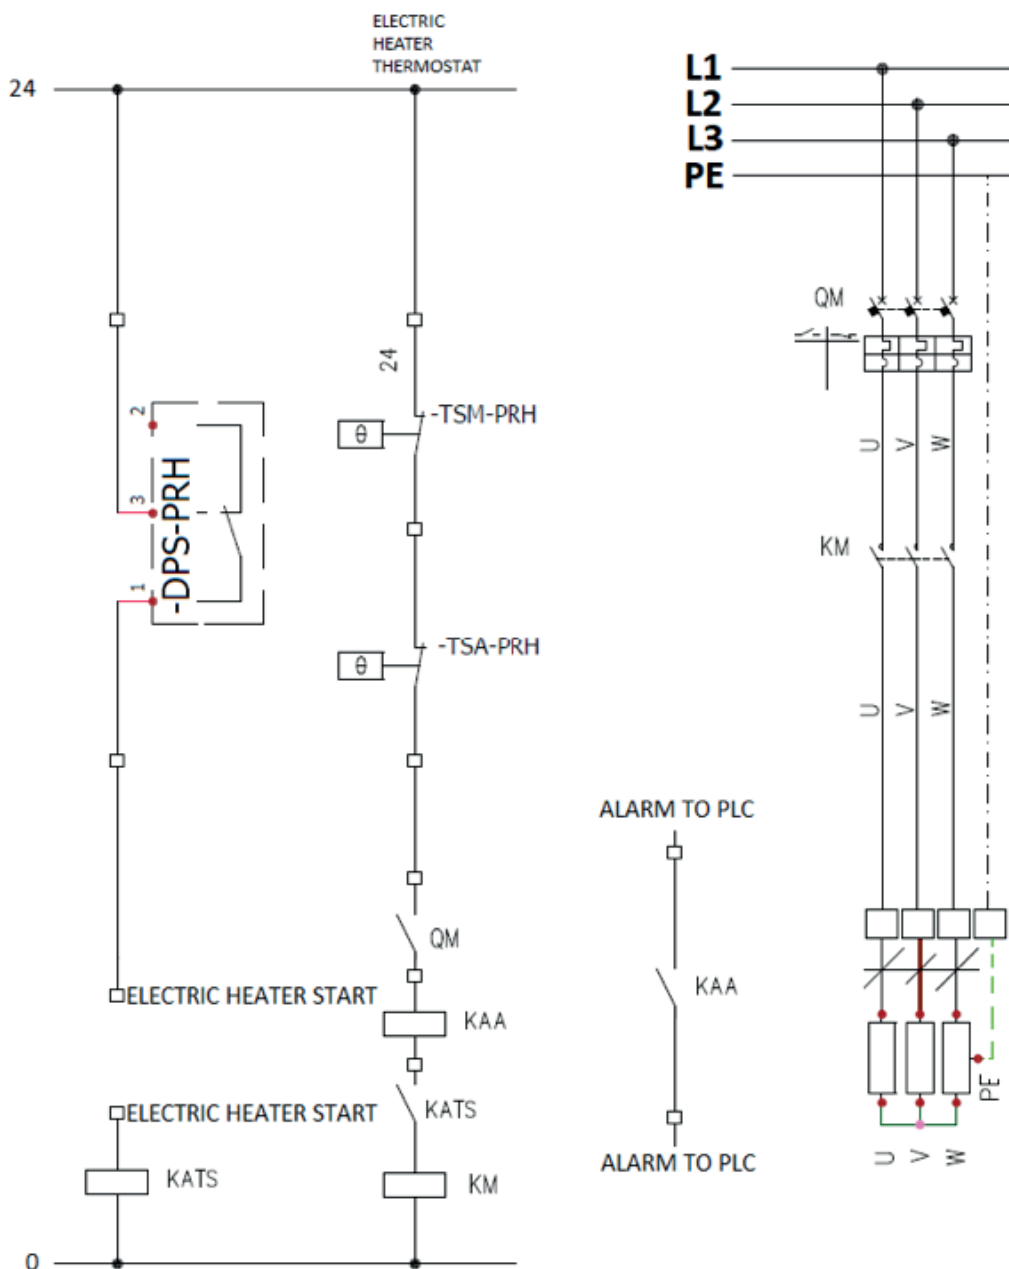 ELECTRIC
HEATER
THERMOSTAT
24
L1
L2
L3
PE
QM
24
-TSM-PRH
θ
2
3
1
-DPS-PRH
U
V
W
KM
-TSA-PRH
θ
U
V
W
ALARM TO PLC
QM
KAA
ELECTRIC HEATER START
KAA
ELECTRIC HEATER START
KATS
PE
ALARM TO PLC
U
V
W
KATS
KM
0